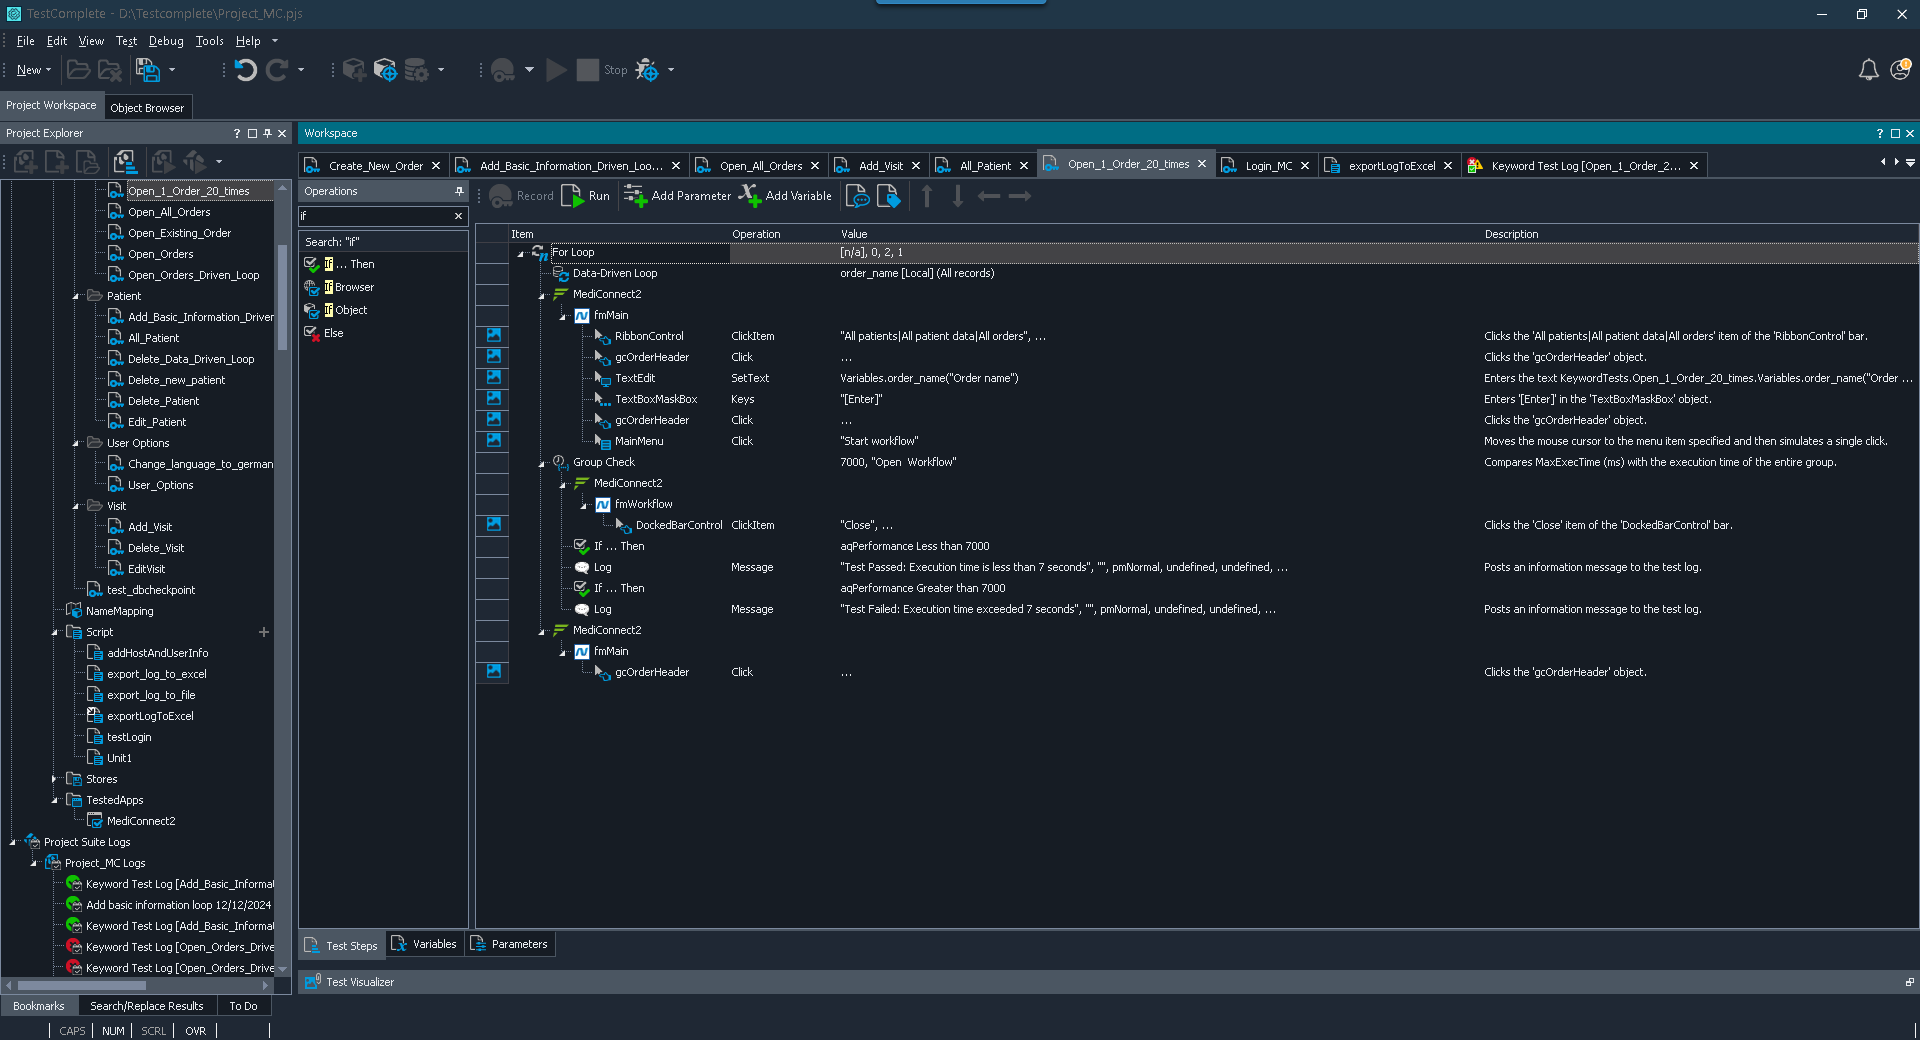 TestComplete - D:\Testcomplete\Project_MC.pjs
File Edit View Test Debug Tools Help
New Stop
Project Workspace Object Browser
Project Explorer ?
Workspace ?
Create_New_Order Add_Basic_Information_Driven_Loo... Open_All_Orders Add_Visit All_Patient Open_1_Order_20_times Login_MC exportLogToExcel Keyword Test Log [Open_1_Order_2...
Operations
Record Run Add Parameter Add Variable
if
Search: "if"
If ... Then
If Browser
If Object
Else
Open_1_Order_20_times
Open_All_Orders
Open_Existing_Order
Open_Orders
Open_Orders_Driven_Loop
Patient
Add_Basic_Information_Driver
All_Patient
Delete_Data_Driven_Loop
Delete_new_patient
Delete_Patient
Edit_Patient
User Options
Change_language_to_german
User_Options
Visit
Add_Visit
Delete_Visit
EditVisit
test_dbcheckpoint
NameMapping
Script
addHostAndUserInfo
export_log_to_excel
export_log_to_file
exportLogToExcel
testLogin
Unit1
Stores
TestedApps
MediConnect2
Project Suite Logs
Project_MC Logs
Keyword Test Log [Add_Basic_Informat
Add basic information loop 12/12/2024
Keyword Test Log [Add_Basic_Informat
Keyword Test Log [Open_Orders_Drive
Keyword Test Log [Open_Orders_Drive
Item Operation Value Description
For Loop [n/a], 0, 2, 1
Data-Driven Loop order_name [Local] (All records)
MediConnect2
fmMain
RibbonControl ClickItem "All patients|All patient data|All orders", ... Clicks the 'All patients|All patient data|All orders' item of the 'RibbonControl' bar.
gcOrderHeader Click ... Clicks the 'gcOrderHeader' object.
TextEdit SetText Variables.order_name("Order name") Enters the text KeywordTests.Open_1_Order_20_times.Variables.order_name("Order ...
TextBoxMaskBox Keys "[Enter]" Enters '[Enter]' in the 'TextBoxMaskBox' object.
gcOrderHeader Click ... Clicks the 'gcOrderHeader' object.
MainMenu Click "Start workflow" Moves the mouse cursor to the menu item specified and then simulates a single click.
Group Check 7000, "Open  Workflow" Compares MaxExecTime (ms) with the execution time of the entire group.
MediConnect2
fmWorkflow
DockedBarControl ClickItem "Close", ... Clicks the 'Close' item of the 'DockedBarControl' bar.
If ... Then aqPerformance Less than 7000
Log Message "Test Passed: Execution time is less than 7 seconds", "", pmNormal, undefined, undefined, ... Posts an information message to the test log.
If ... Then aqPerformance Greater than 7000
Log Message "Test Failed: Execution time exceeded 7 seconds", "", pmNormal, undefined, undefined, ... Posts an information message to the test log.
MediConnect2
fmMain
gcOrderHeader Click ... Clicks the 'gcOrderHeader' object.
Test Steps Variables Parameters
Test Visualizer
Bookmarks Search/Replace Results To Do
CAPS NUM SCRL OVR